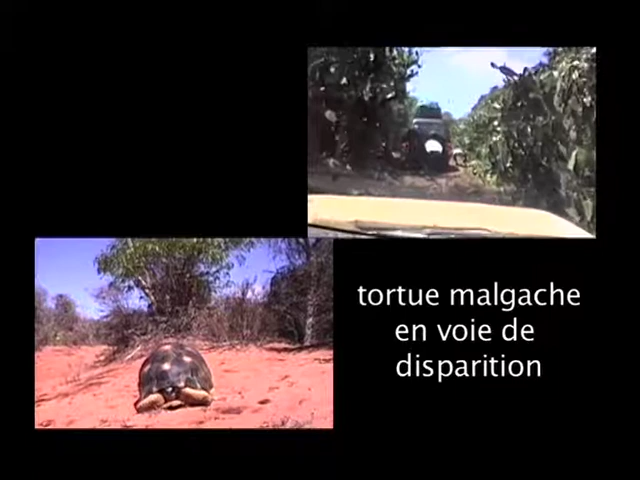 tortue malgache
en voie de
disparition